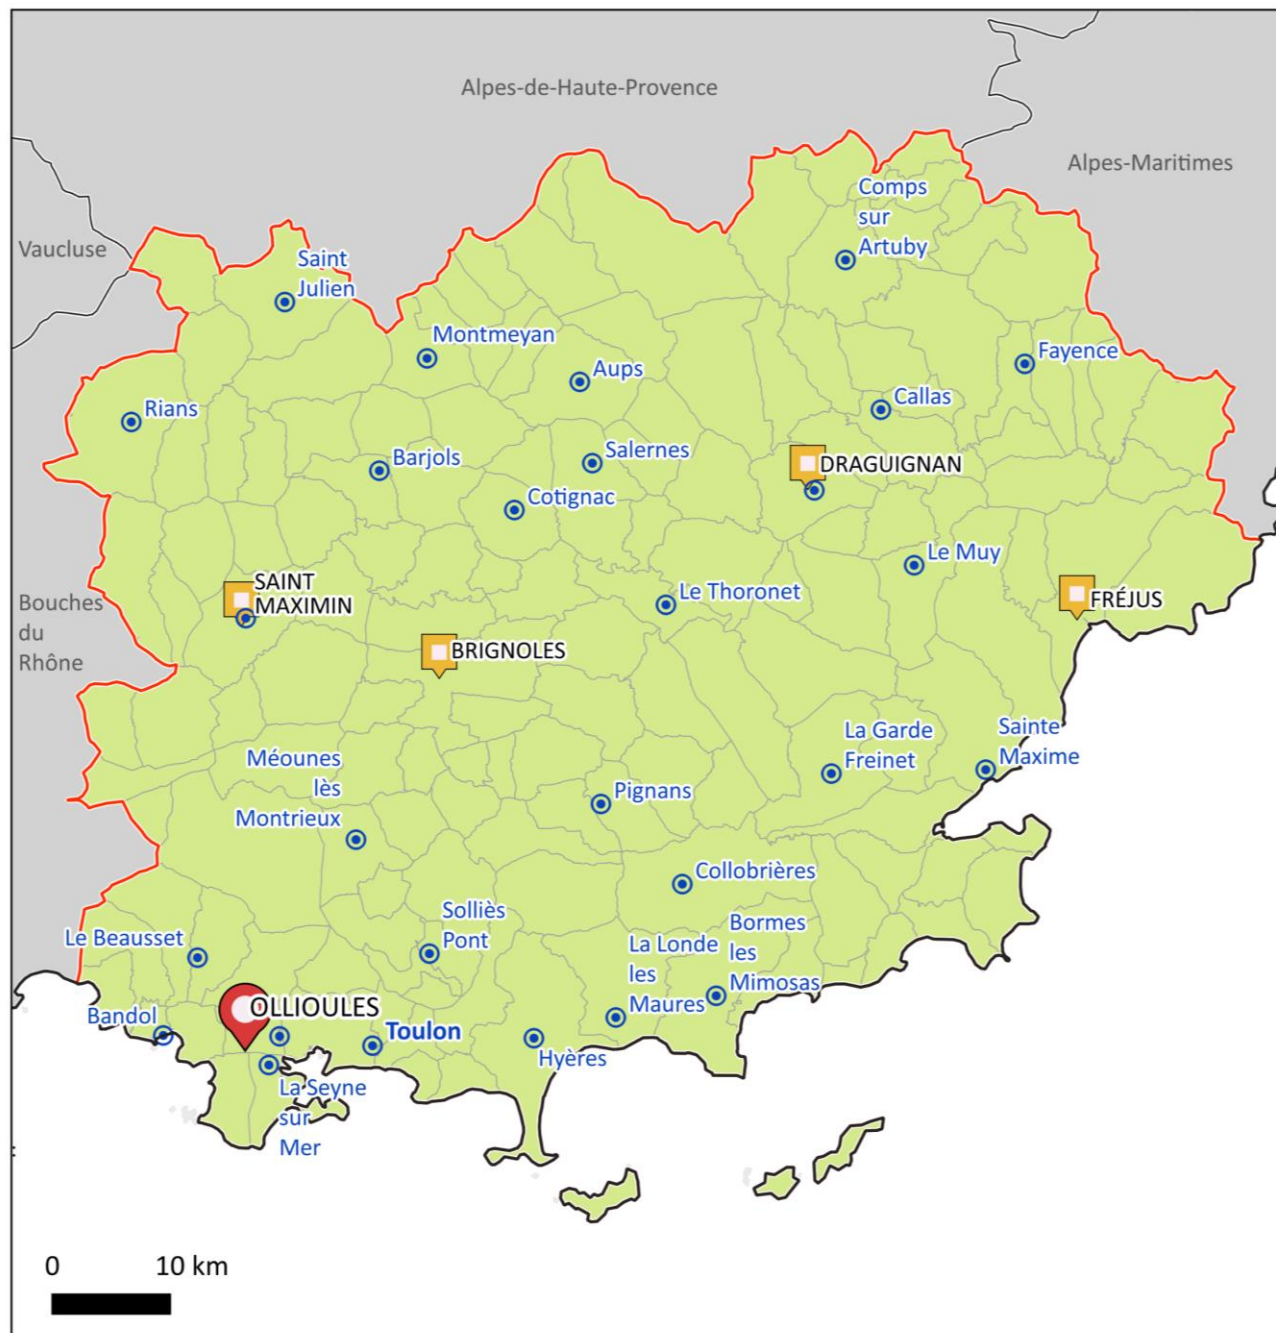 Alpes-de-Haute-Provence
Alpes-Maritimes
Comps
sur
Artuby
Vaucluse
Saint
Julien
Montmeyan
Fayence
Aups
Callas
Rians
Salernes
DRAGUIGNAN
Barjols
Cotignac
Le Muy
SAINT
MAXIMIN
Bouches
du
Rhône
Le Thoronet
FRÉJUS
BRIGNOLES
La Garde
Freinet
Sainte
Maxime
Méounes
lès
Montrieux
Pignans
Collobrières
Solliès
Pont
Bormes
les
Mimosas
La Londe
les
Maures
Le Beausset
OLLIOULES
Bandol
Toulon
Hyères
La Seyne
sur
Mer
0 10 km